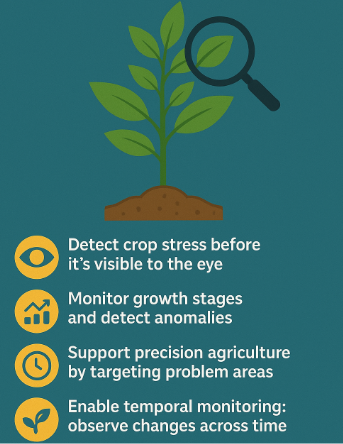 Detect crop stress before
it's visible to the eye
Monitor growth stages
and detect anomalies
Support precision agriculture
by targeting problem areas
Enable temporal monitoring:
observe changes across time